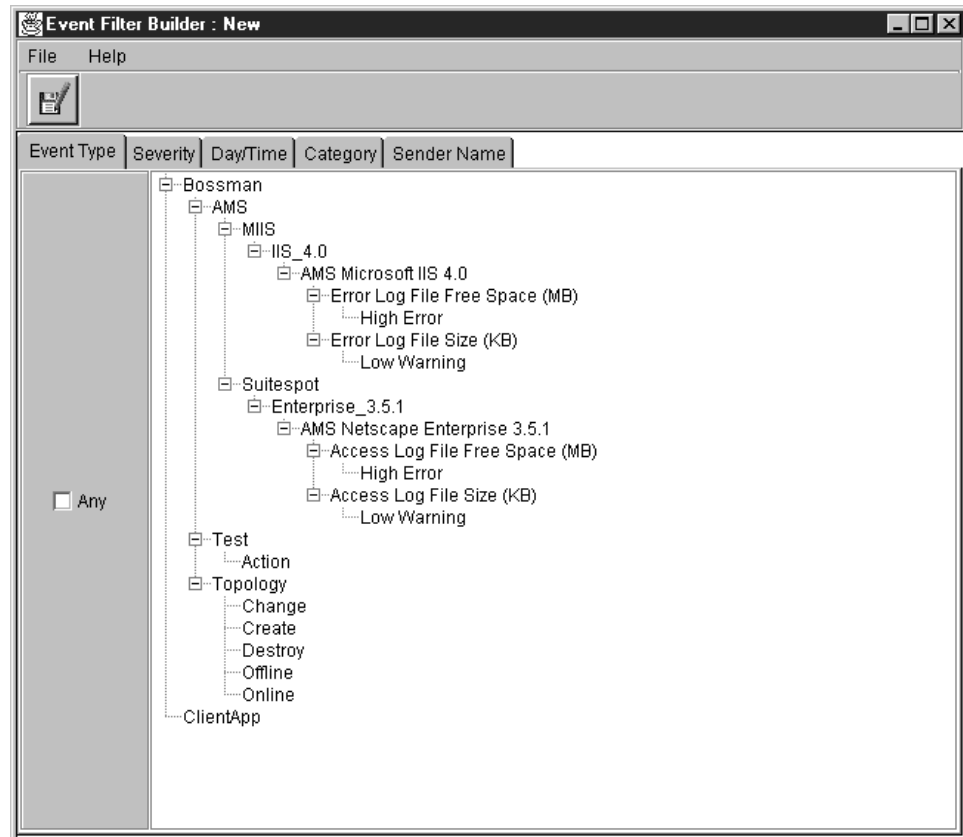 Event Filter Builder : New
File Help
Event Type Severity Day/Time Category Sender Name
Bossman
AMS
MIIS
IIS_4.0
AMS Microsoft IIS 4.0
Error Log File Free Space (MB)
High Error
Error Log File Size (KB)
Low Warning
Suitespot
Enterprise_3.5.1
AMS Netscape Enterprise 3.5.1
Access Log File Free Space (MB)
High Error
Access Log File Size (KB)
Any
Low Warning
Test
Action
Topology
Change
Create
Destroy
Offline
Online
ClientApp